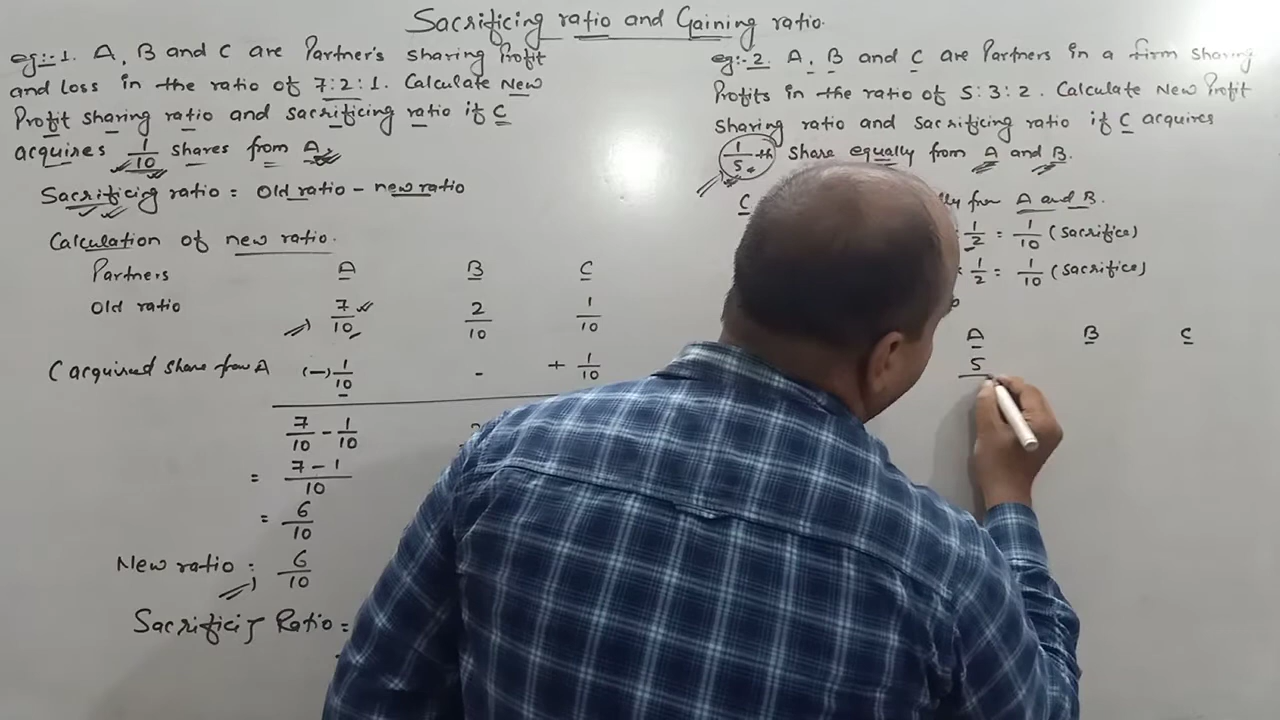 Sacrificing ratio and Gaining ratio.
eg:-1. A, B and C are Partners sharing Profit
and loss in the ratio of 7:2:1. Calculate New
Profit sharing ratio and sacrificing ratio if C
acquires 1/10 shares from A.
Sacrificing ratio = Old ratio - new ratio
Calculation of new ratio.
Partners A B C
Old ratio 7/10 2/10 1/10
C acquired share from A (-) 1/10 - + 1/10
7/10 - 1/10
= 7-1/10
= 6/10
New ratio : 6/10
Sacrificing Ratio =
eg:-2. A, B and C are Partners in a firm sharing
Profits in the ratio of 5:3:2. Calculate New Profit
sharing ratio and Sacrificing ratio if C acquires
1/5-th share equally from A and B.
C from A and B.
1/2 = 1/10 (sacrifice)
1/2 = 1/10 (sacrifice)
A B C
5